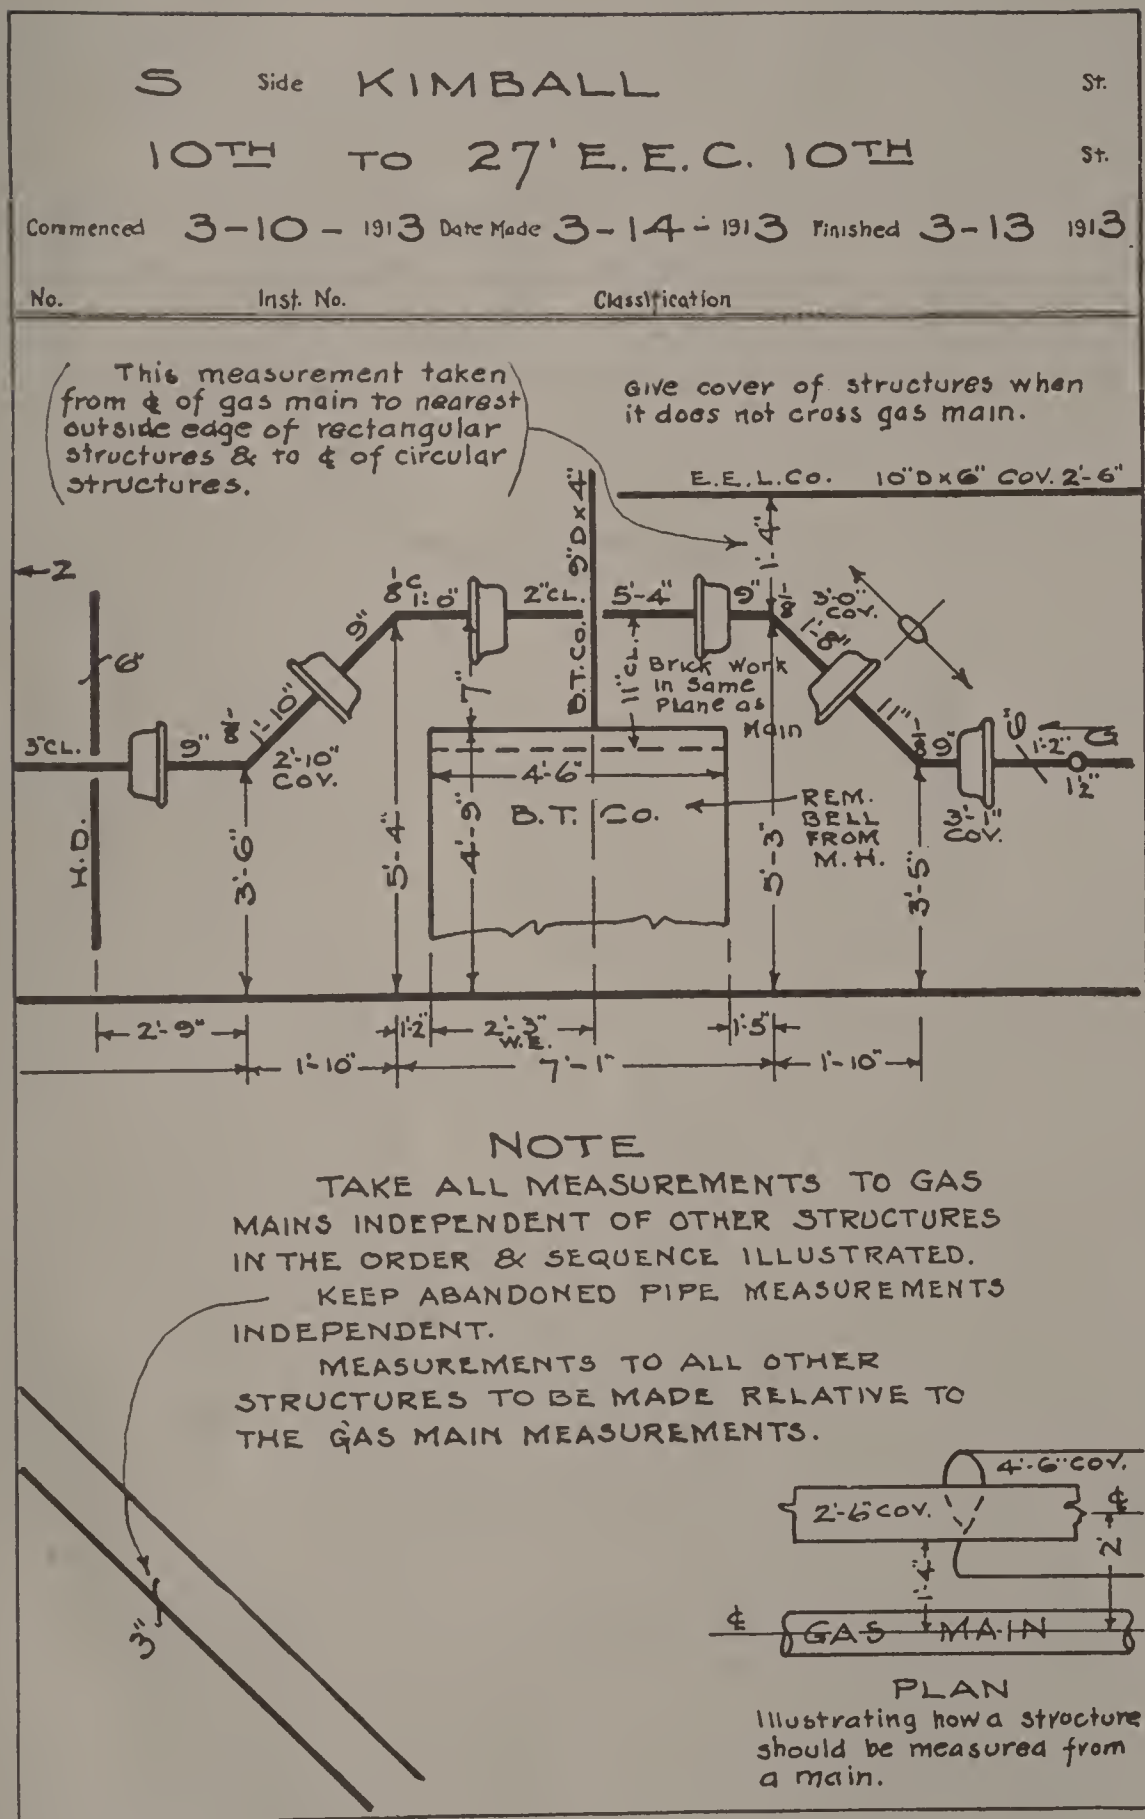 S Side KIMBALL St.
10TH TO 27' E.E.C. 10TH St.
Commenced 3-10-1913 Date Made 3-14-1913 Finished 3-13 1913
No. Inst. No. Classification
This measurement taken
from ℄ of gas main to nearest
outside edge of rectangular
structures & to ℄ of circular
structures.
Give cover of structures when
it does not cross gas main.
E.E.L.CO. 10"D x 6" COV. 2'-6"
B.T.Co. 9"D x 4"
1'-4"
Z
6"
3"CL.
9"
1/8
1'-10"
9"
2'-10"
COV.
1/8 C
1'-0"
2"CL.
5'-4"
9"
1/8
3'-0"
COV.
1'-8"
11"
1/8
9"
6"
1'-2"
G
1'2"
3'-1"
COV.
7"
11"CL.
Brick Work
in Same
Plane as
Main
4'-6"
B.T. Co.
REM.
BELL
FROM
M.H.
H.D.
3'-6"
5'-4"
4'-9"
5'-3"
3'-5"
2'-9"
1'-2"
2'-3"
W.E.
1'-5"
1'-10"
7'-1"
1'-10"
NOTE
TAKE ALL MEASUREMENTS TO GAS
MAINS INDEPENDENT OF OTHER STRUCTURES
IN THE ORDER & SEQUENCE ILLUSTRATED.
KEEP ABANDONED PIPE MEASUREMENTS
INDEPENDENT.
MEASUREMENTS TO ALL OTHER
STRUCTURES TO BE MADE RELATIVE TO
THE GAS MAIN MEASUREMENTS.
3"
4'-6" COV.
2'-6" COV.
℄
2'
1'-4"
℄ GAS MAIN
PLAN
Illustrating how a structure
should be measured from
a main.